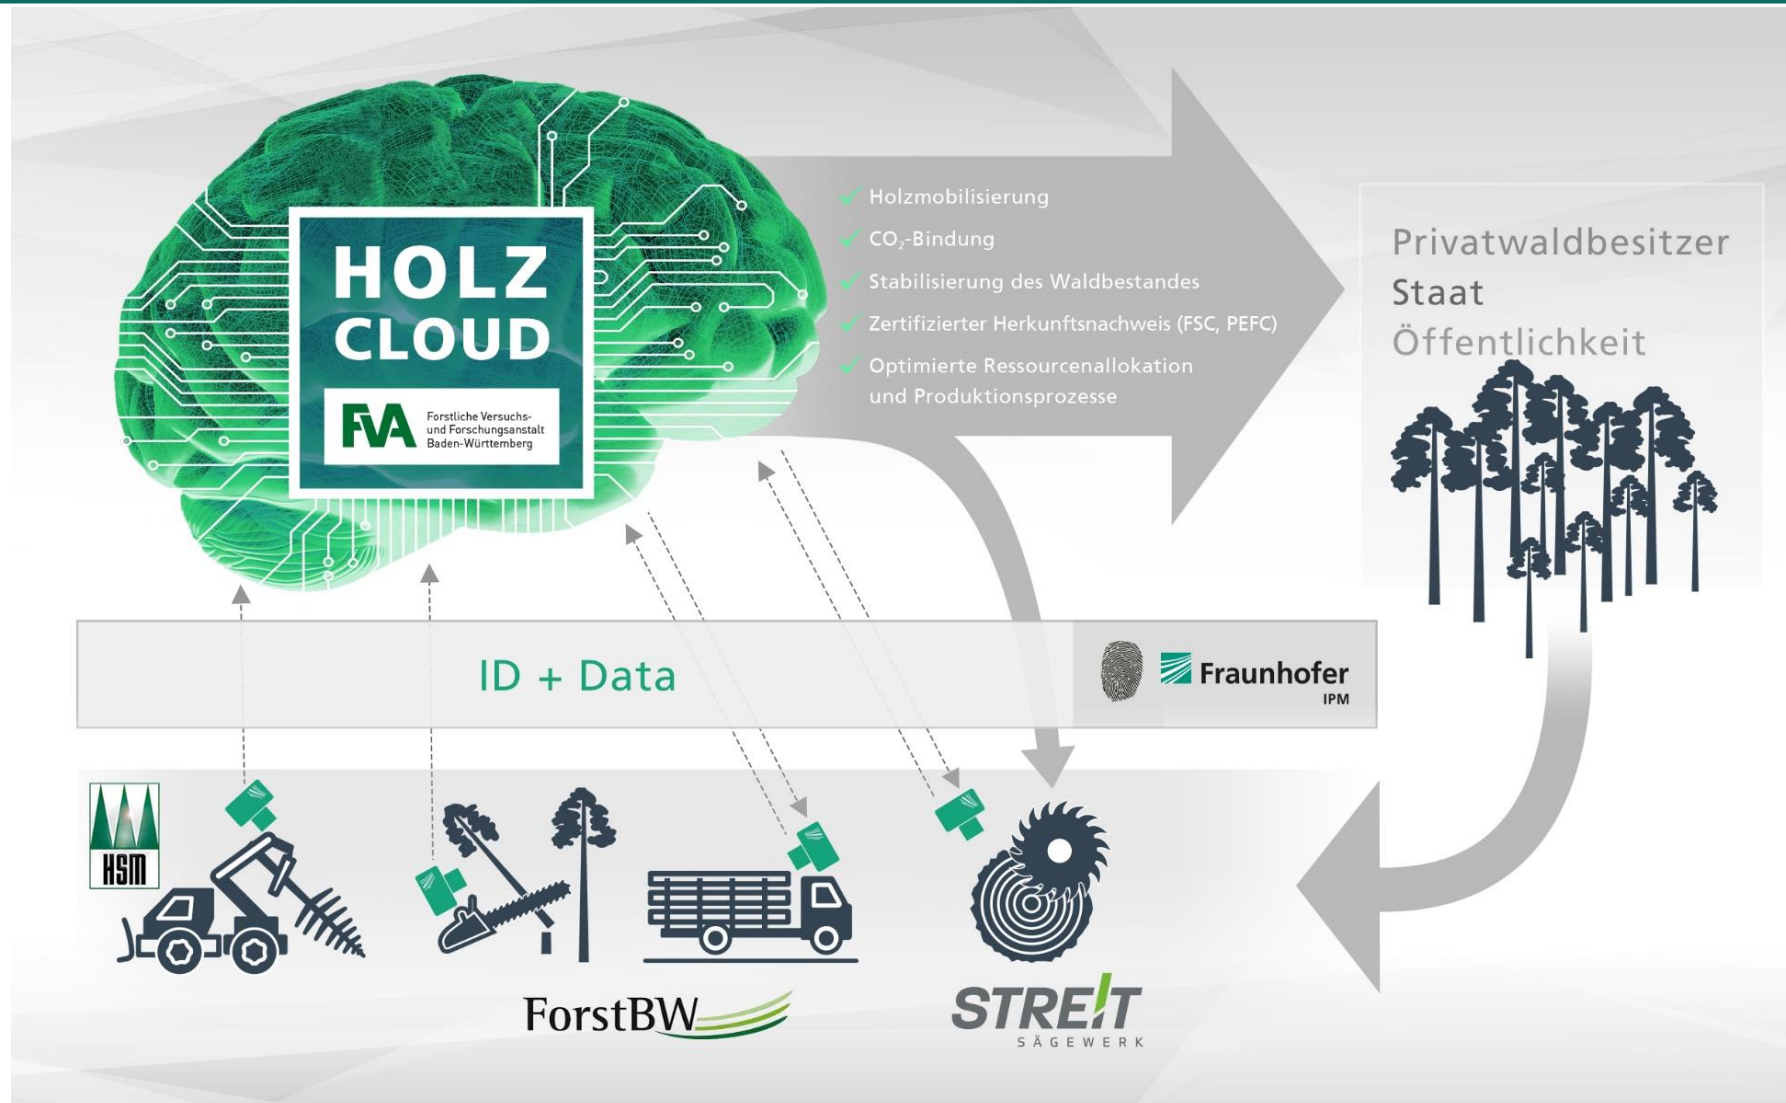 HOLZ
CLOUD
FVA
Forstliche Versuchs-
und Forschungsanstalt
Baden-Württemberg
Holzmobilisierung
CO₂-Bindung
Stabilisierung des Waldbestandes
Zertifizierter Herkunftsnachweis (FSC, PEFC)
Optimierte Ressourcenallokation
und Produktionsprozesse
Privatwaldbesitzer
Staat
Öffentlichkeit
ID + Data
Fraunhofer
IPM
HSM
ForstBW
STREIT
SÄGEWERK